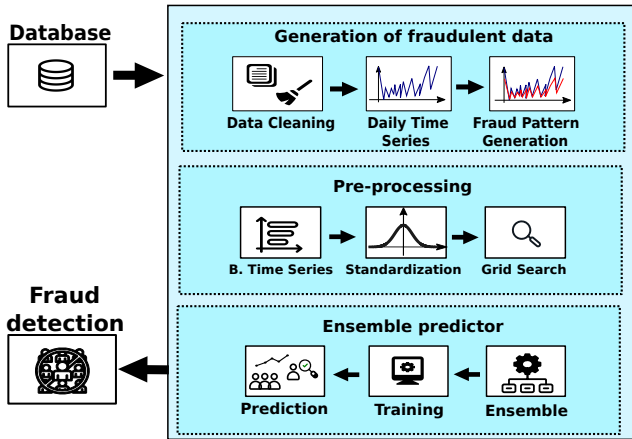 Database
Generation of fraudulent data
Data Cleaning
Daily Time
Series
Fraud Pattern
Generation
Pre-processing
B. Time Series
Standardization
Grid Search
Fraud
detection
Ensemble predictor
Prediction
Training
Ensemble